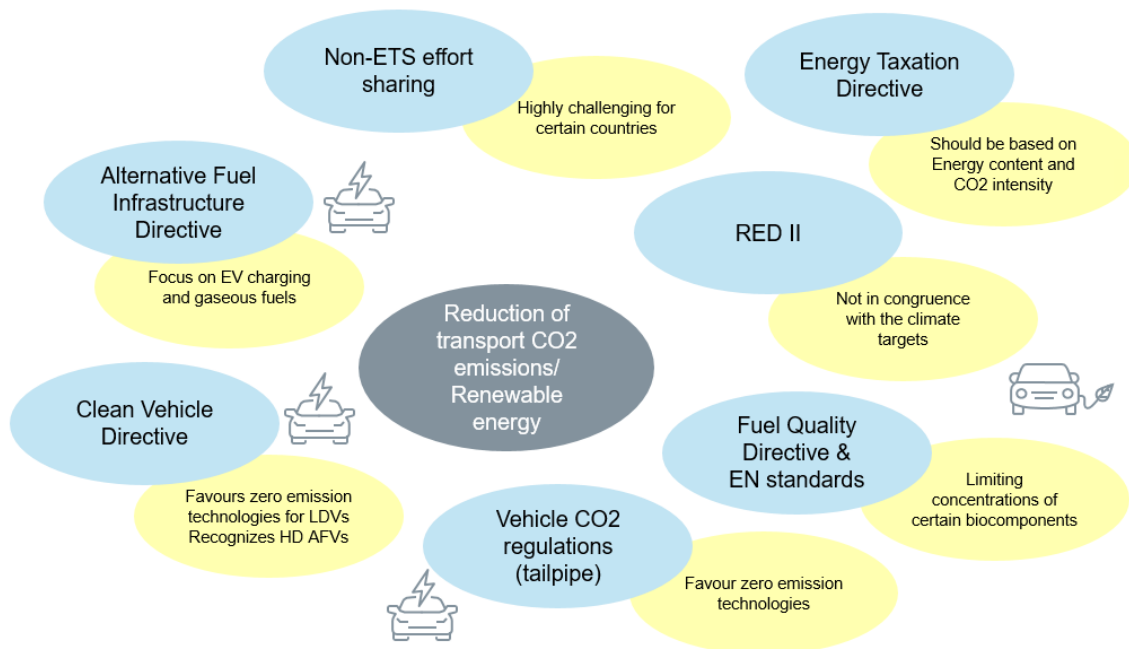 Non-ETS effort
sharing
Highly challenging for
certain countries
Energy Taxation
Directive
Should be based on
Energy content and
CO2 intensity
Alternative Fuel
Infrastructure
Directive
Focus on EV charging
and gaseous fuels
RED II
Not in congruence
with the climate
targets
Reduction of
transport CO2
emissions/
Renewable
energy
Clean Vehicle
Directive
Favours zero emission
technologies for LDVs
Recognizes HD AFVs
Fuel Quality
Directive &
EN standards
Limiting
concentrations of
certain biocomponents
Vehicle CO2
regulations
(tailpipe)
Favour zero emission
technologies